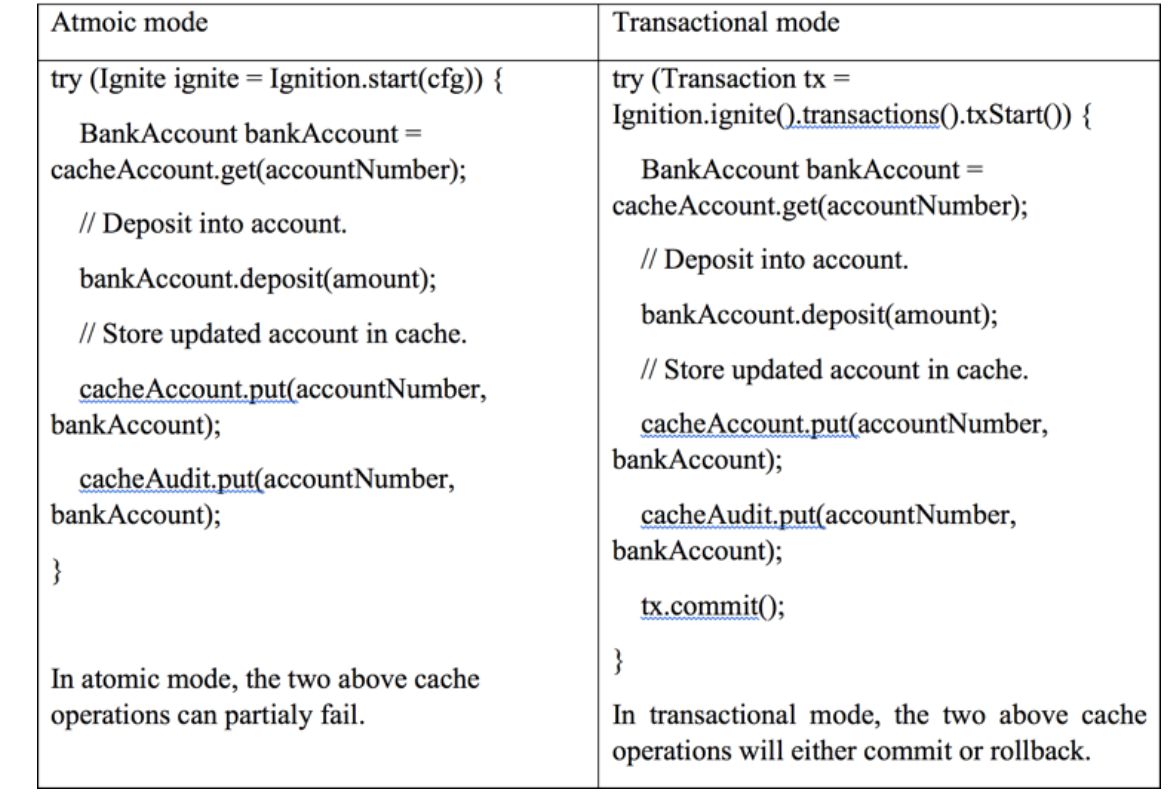 Atmoic mode
try (Ignite ignite = Ignition.start(cfg)) {
BankAccount bankAccount =
cacheAccount.get(accountNumber);
// Deposit into account.
bankAccount.deposit(amount);
// Store updated account in cache.
cacheAccount.put(accountNumber,
bankAccount);
cacheAudit.put(accountNumber,
bankAccount);
}
In atomic mode, the two above cache
operations can partialy fail.
Transactional mode
try (Transaction tx =
Ignition.ignite().transactions().txStart()) {
BankAccount bankAccount =
cacheAccount.get(accountNumber);
// Deposit into account.
bankAccount.deposit(amount);
// Store updated account in cache.
cacheAccount.put(accountNumber,
bankAccount);
cacheAudit.put(accountNumber,
bankAccount);
tx.commit();
}
In transactional mode, the two above cache
operations will either commit or rollback.